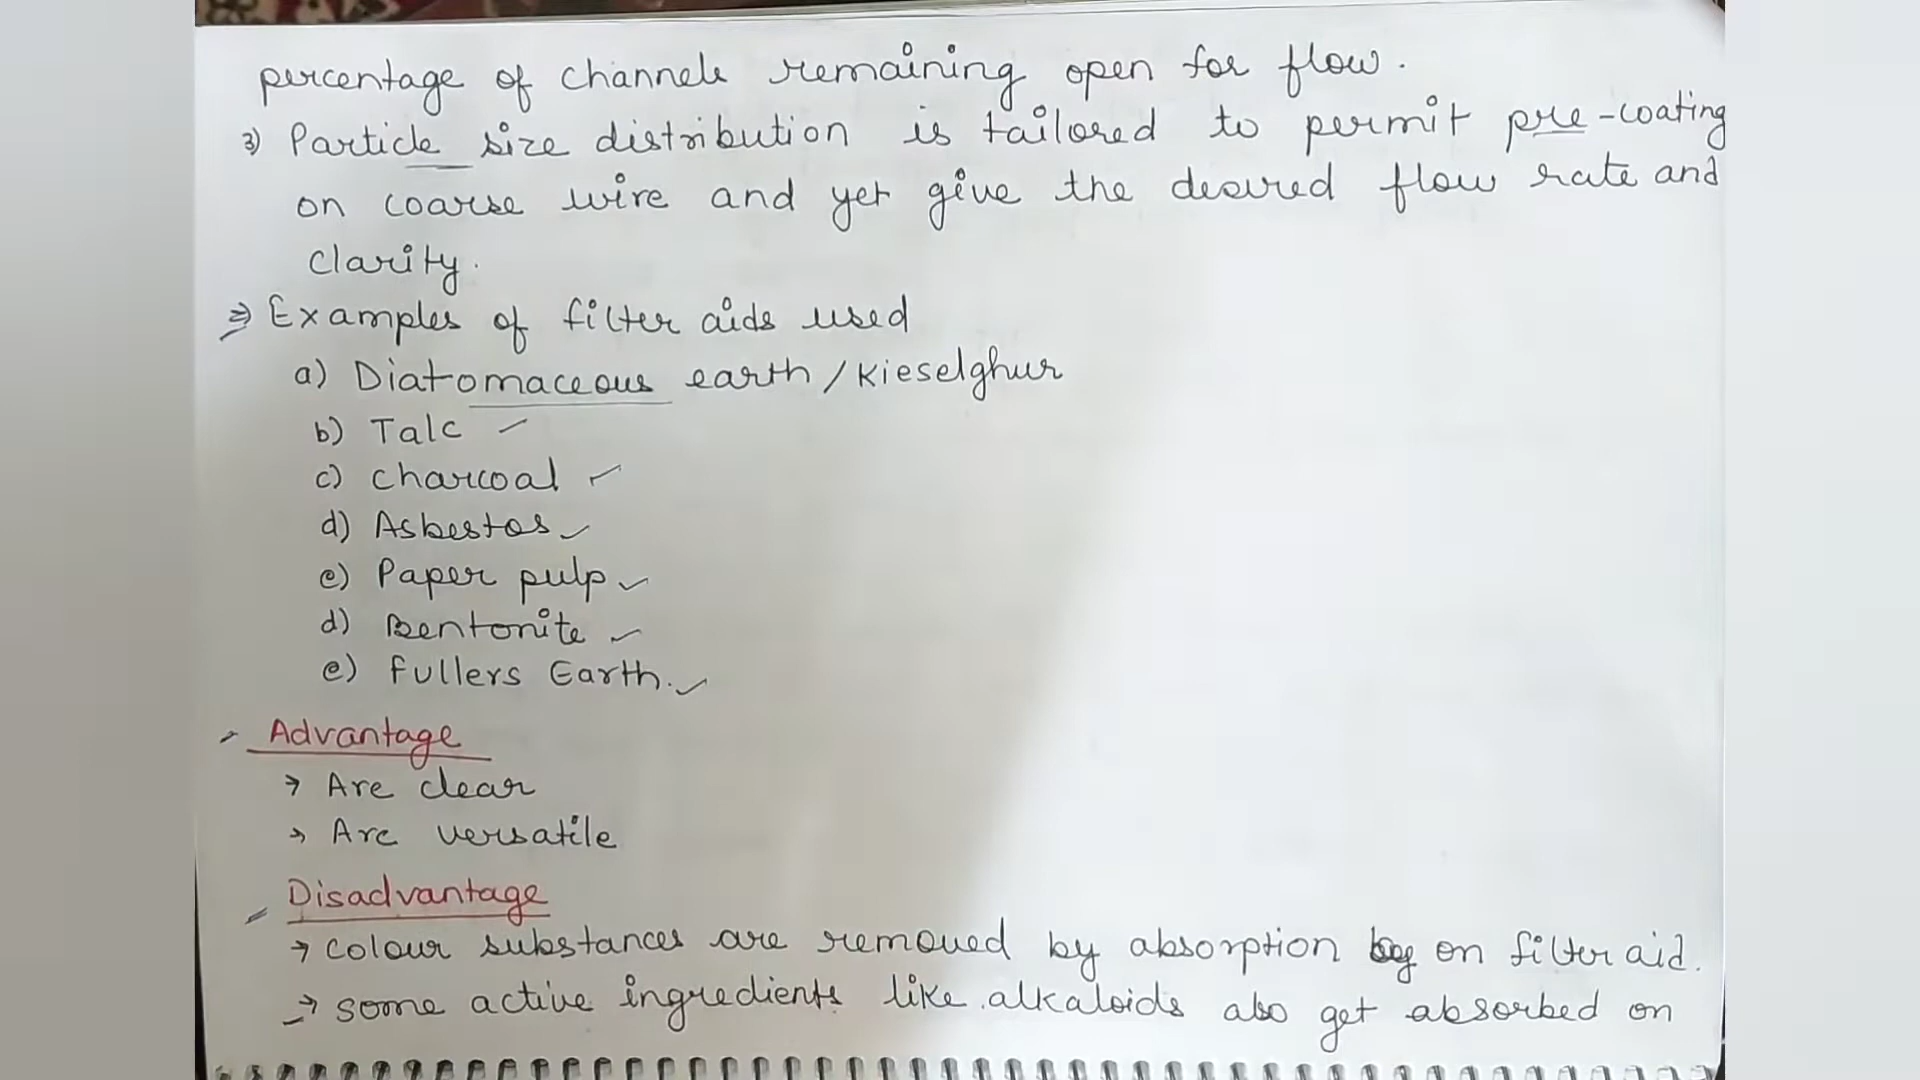 percentage of channels remaining open for flow.
3) Particle size distribution is tailored to permit pre-coating
on coarse wire and yet give the desired flow rate and
clarity.
⇒ Examples of filter aids used
a) Diatomaceous earth / Kieselghur
b) Talc
c) charcoal
d) Asbestos
e) Paper pulp
d) Bentonite
e) Fullers Earth.
Advantage
→ Are clear
→ Are versatile
Disadvantage
→ colour substances are removed by absorption on filter aid.
→ some active ingredients like alkaloids also get absorbed on